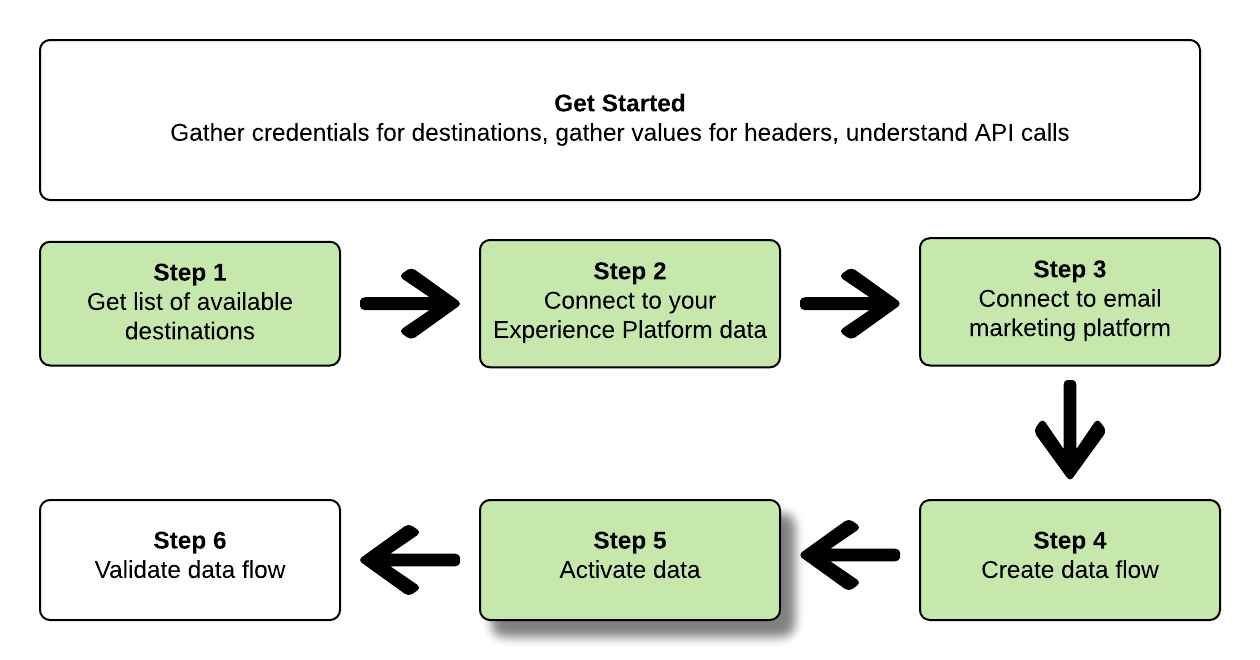 Get Started
Gather credentials for destinations, gather values for headers, understand API calls
Step 1
Get list of available
destinations
Step 2
Connect to your
Experience Platform data
Step 3
Connect to email
marketing platform
Step 4
Create data flow
Step 5
Activate data
Step 6
Validate data flow